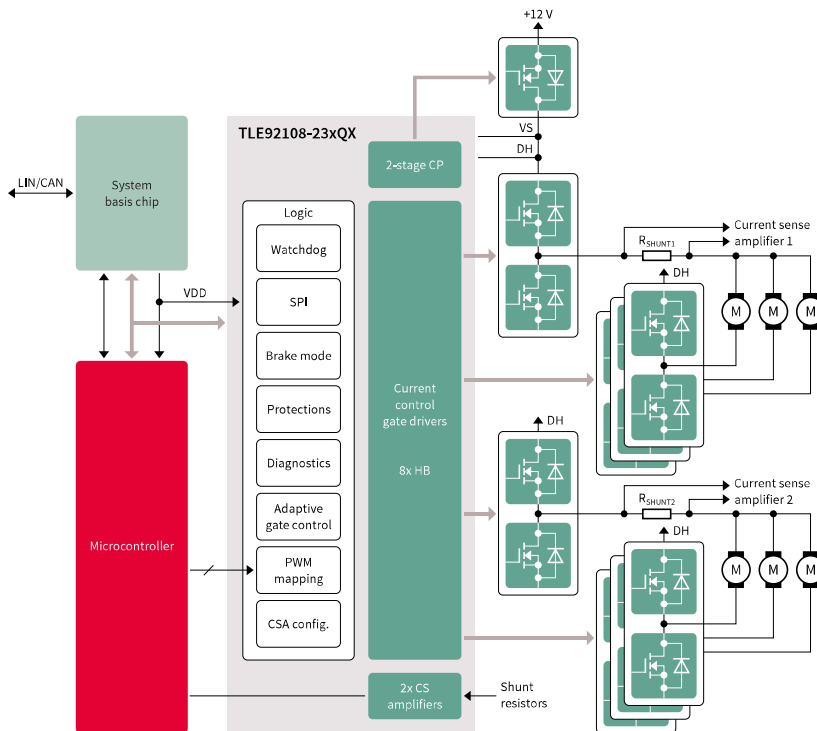 +12 V
TLE92108-23xQX
VS
DH
2-stage CP
LIN/CAN
System
basis chip
Logic
Watchdog
SPI
Brake mode
Protections
Diagnostics
Adaptive
gate control
PWM
mapping
CSA config.
VDD
Current
control
gate drivers
8x HB
RSHUNT1
Current sense
amplifier 1
DH
M
M
M
DH
RSHUNT2
Current sense
amplifier 2
DH
M
M
M
Microcontroller
2x CS
amplifiers
Shunt
resistors